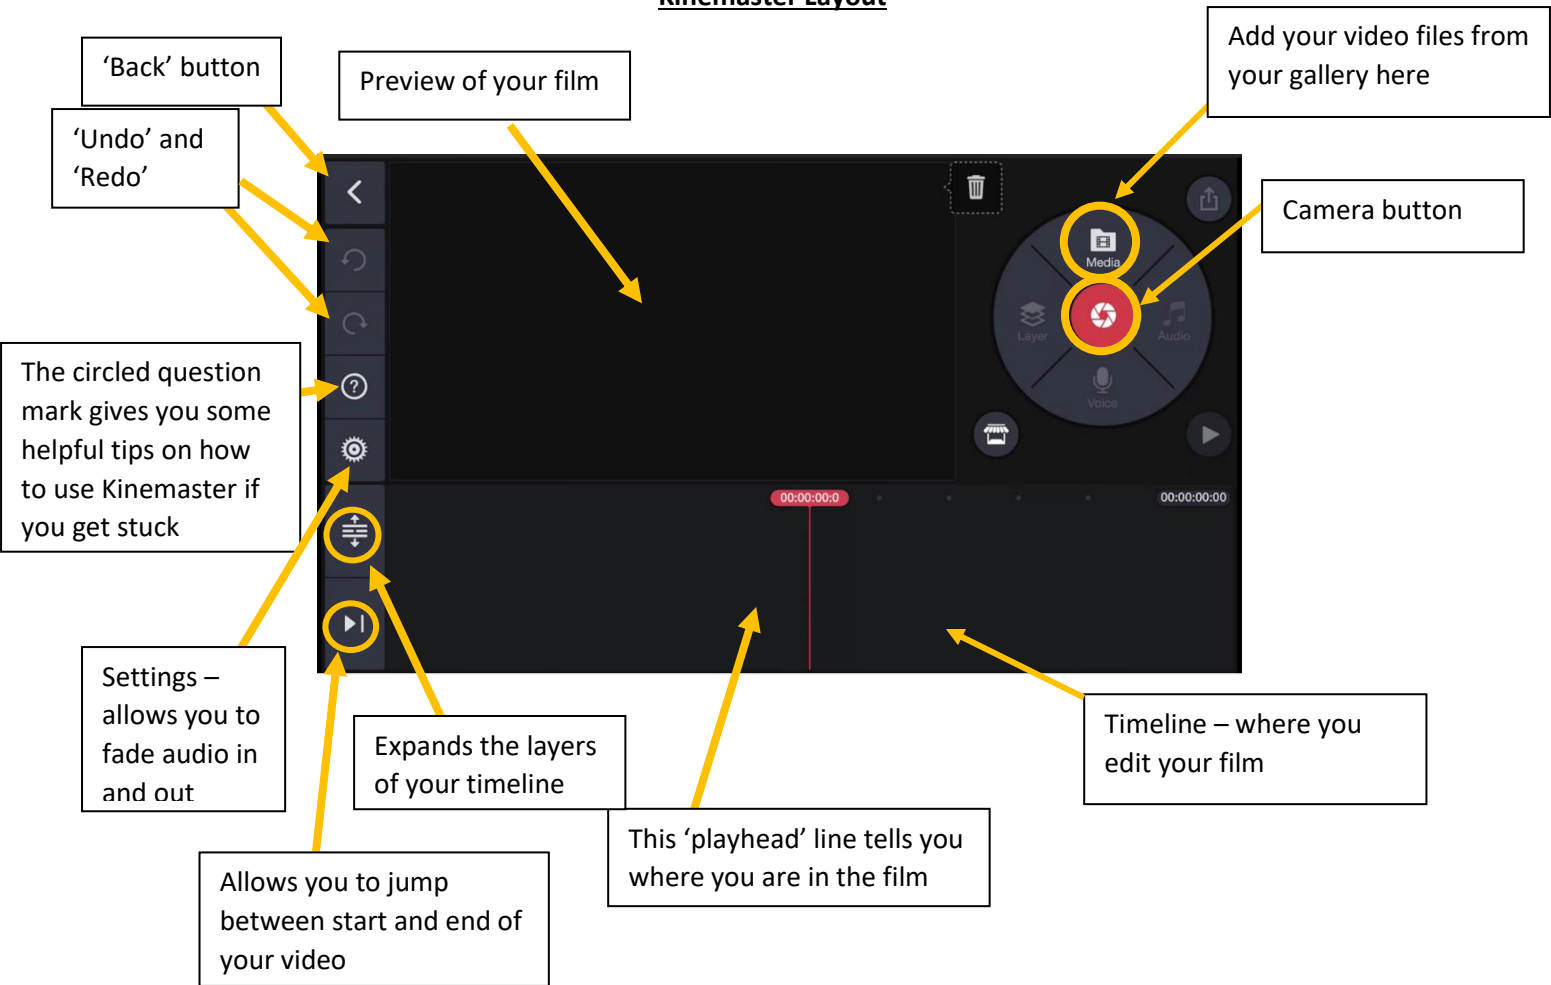 Kinemaster Layout
Add your video files from
your gallery here
‘Back’ button
Preview of your film
‘Undo’ and
‘Redo’
Camera button
Media
Layer
Audio
Voice
The circled question
mark gives you some
helpful tips on how
to use Kinemaster if
you get stuck
00:00:00:0
00:00:00:00
Settings –
allows you to
fade audio in
and out
Expands the layers
of your timeline
Timeline – where you
edit your film
This ‘playhead’ line tells you
where you are in the film
Allows you to jump
between start and end of
your video